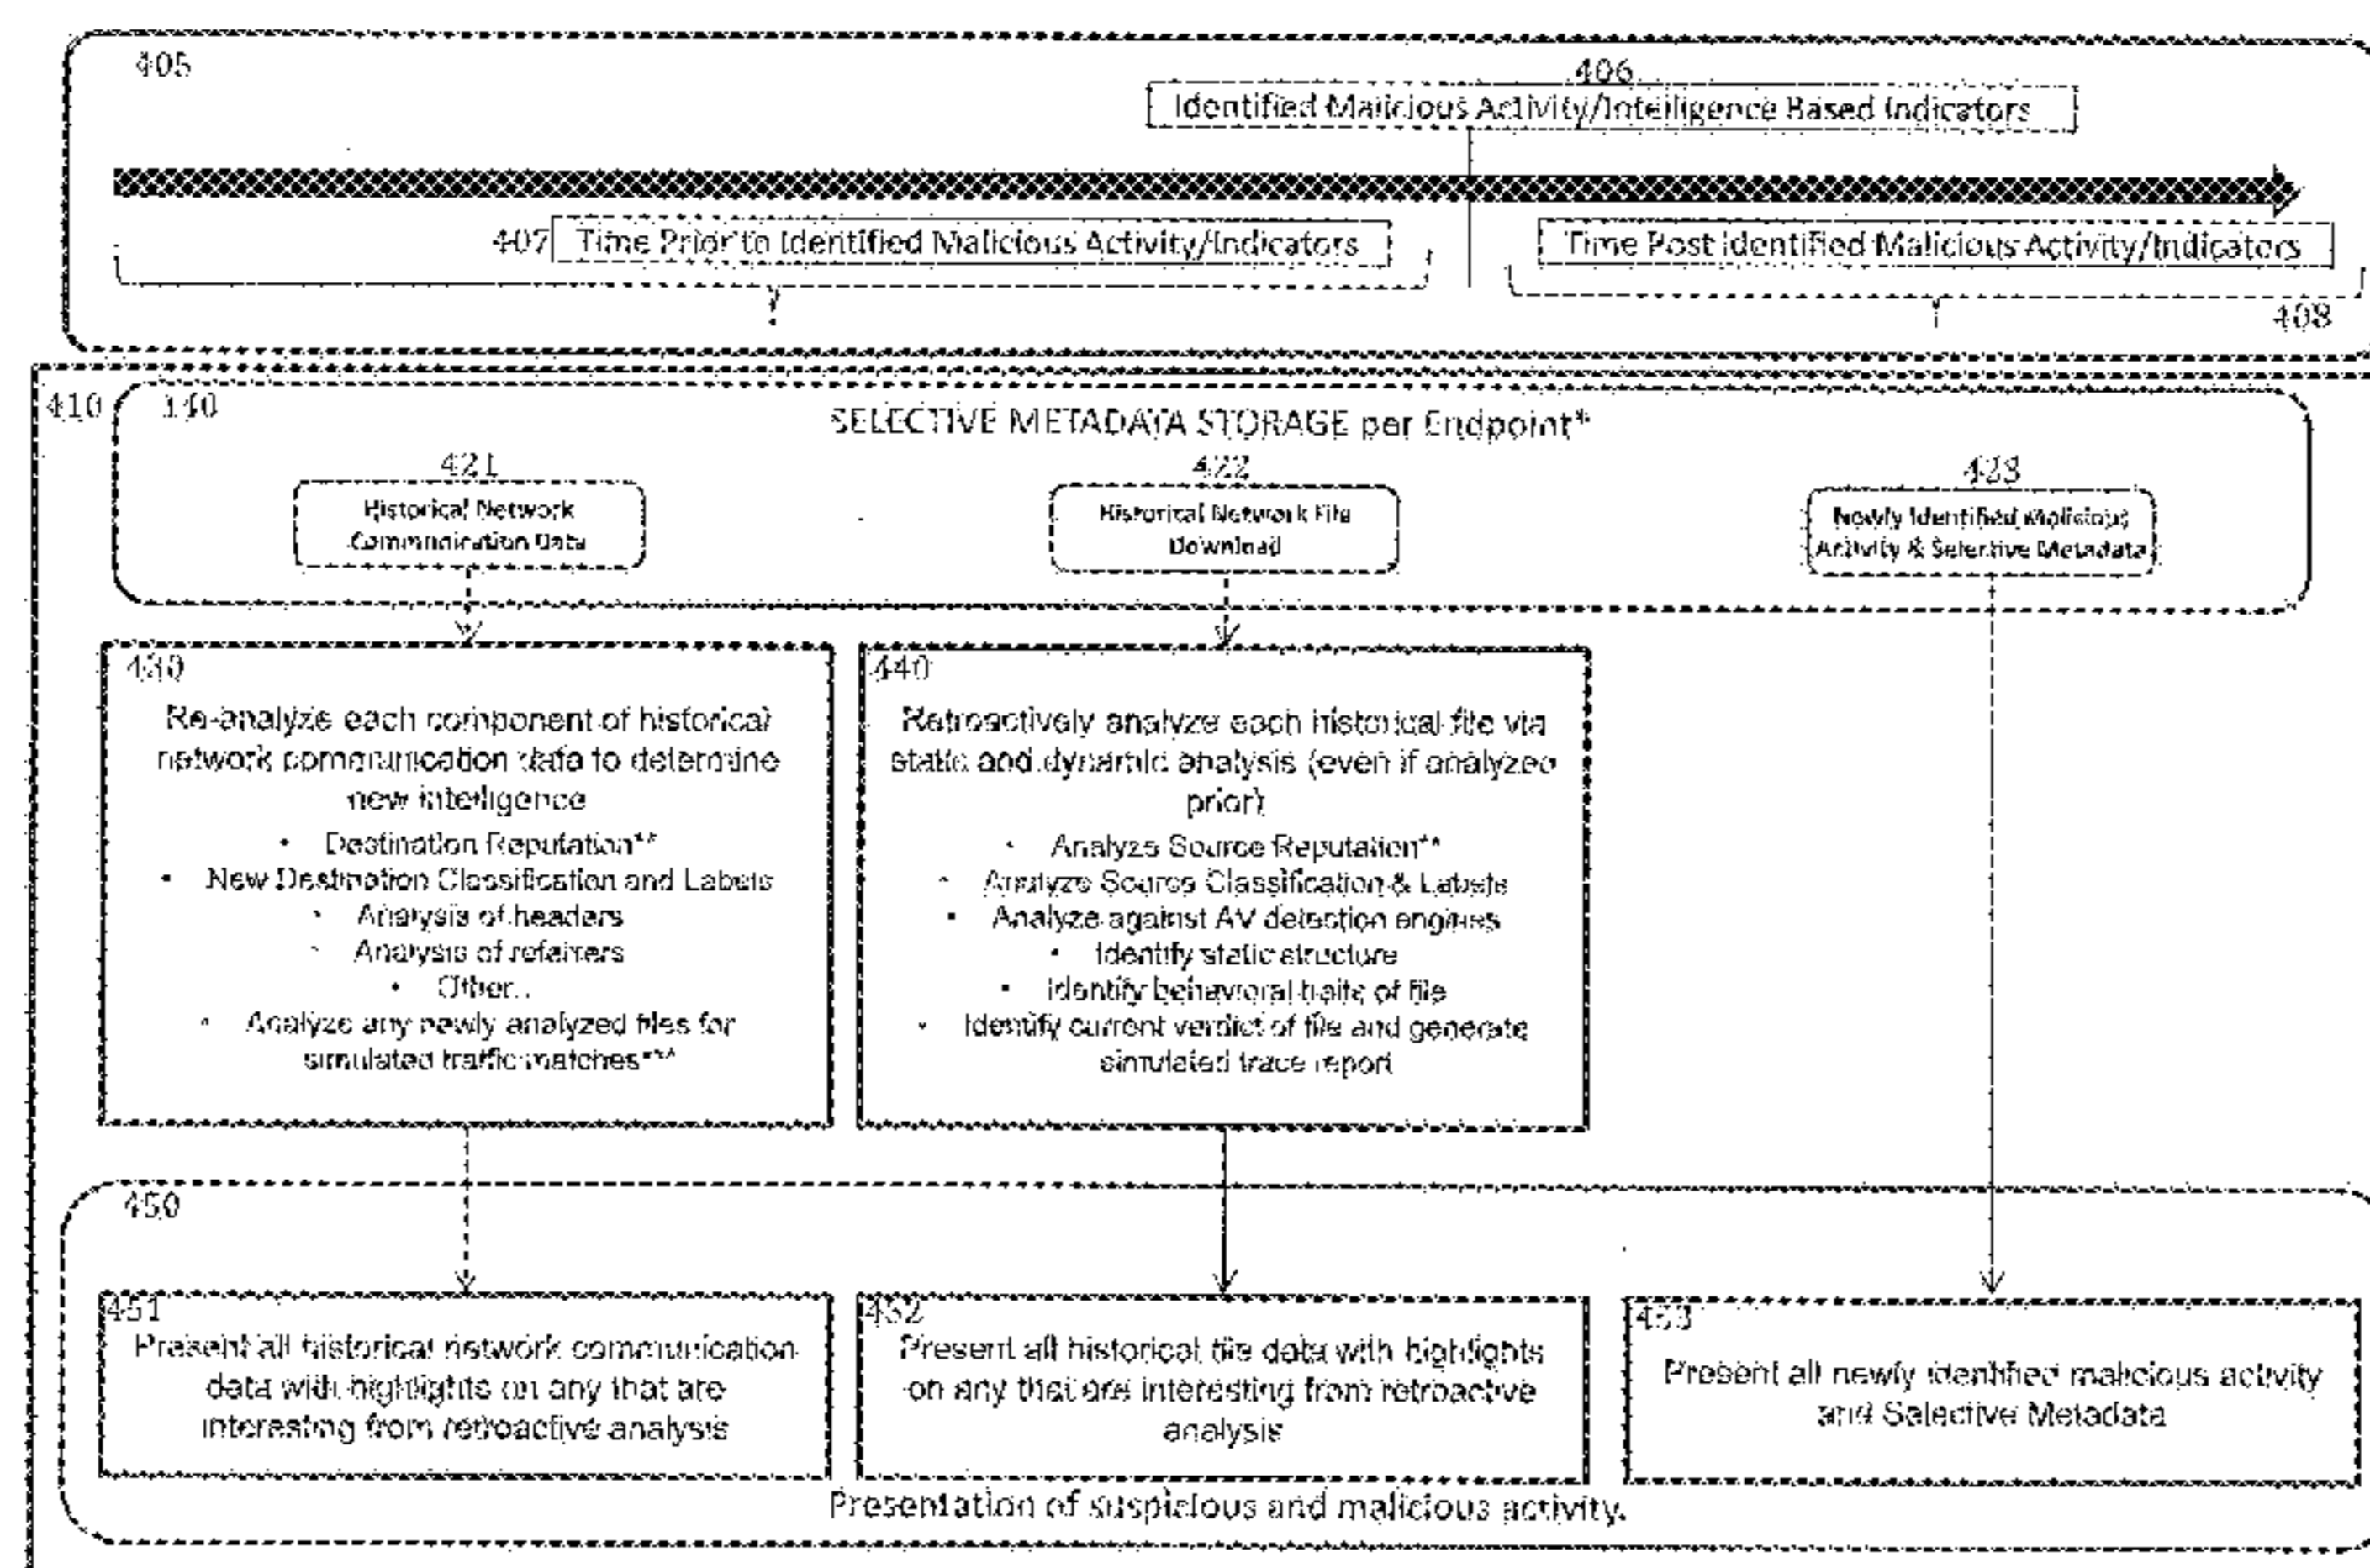 405
406
Identified Malicious Activity/Intelligence Based Indicators
407 Time Prior to Identified Malicious Activity/Indicators
Time Post Identified Malicious Activity/Indicators
408
410
140
SELECTIVE METADATA STORAGE per Endpoint*
421
Historical Network
Communication Data
422
Historical Network File
Download
423
Newly Identified Malicious
Activity & Selective Metadata
430
Re-analyze each component of historical
network communication data to determine
new intelligence
• Destination Reputation**
• New Destination Classification and Labels
• Analysis of headers
• Analysis of referrers
• Other..
• Analyze any newly analyzed files for
simulated traffic matches***
440
Retroactively analyze each historical file via
static and dynamic analysis (even if analyzed
prior)
• Analyze Source Reputation**
• Analyze Source Classification & Labels
• Analyze against AV detection engines
• Identify static structure
• Identify behavioral traits of file
• Identify current verdict of file and generate
simulated trace report
450
451
Present all historical network communication
data with highlights on any that are
interesting from retroactive analysis
452
Present all historical file data with highlights
on any that are interesting from retroactive
analysis
453
Present all newly identified malicious activity
and Selective Metadata
Presentation of suspicious and malicious activity.